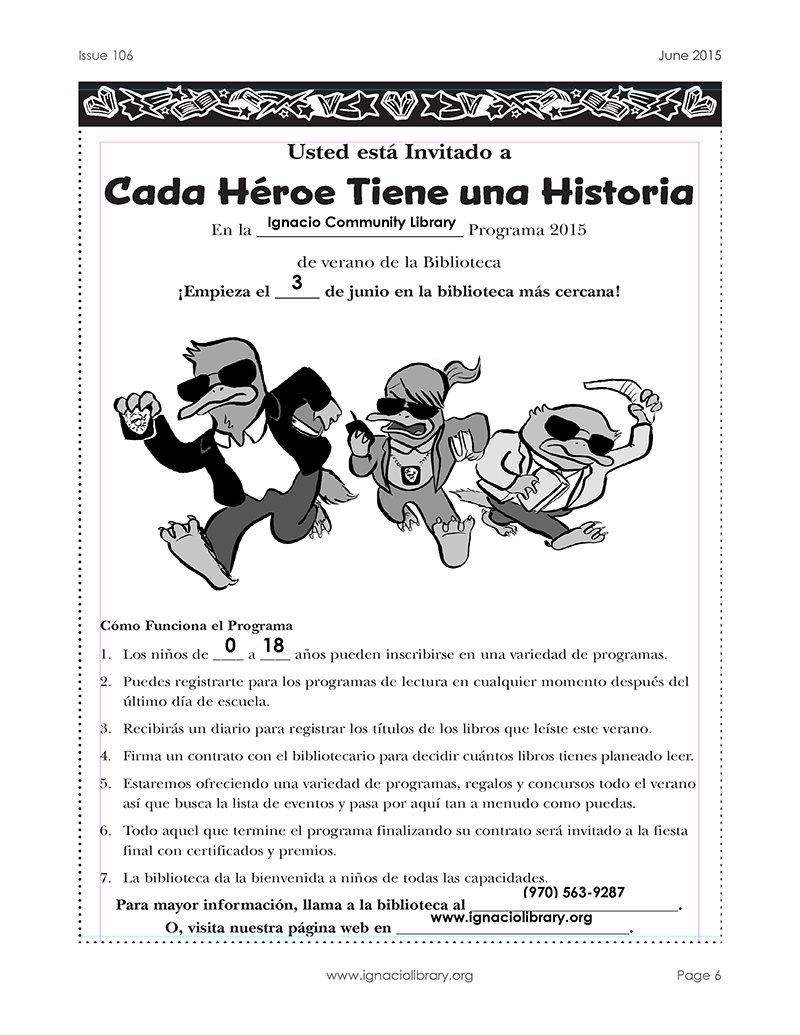 Issue 106
June 2015
Usted está Invitado a
Cada Héroe Tiene una Historia
En la Ignacio Community Library Programa 2015
de verano de la Biblioteca
¡Empieza el 3 de junio en la biblioteca más cercana!
Cómo Funciona el Programa
1. Los niños de 0 a 18 años pueden inscribirse en una variedad de programas.
2. Puedes registrarte para los programas de lectura en cualquier momento después del
último día de escuela.
3. Recibirás un diario para registrar los títulos de los libros que leíste este verano.
4. Firma un contrato con el bibliotecario para decidir cuántos libros tienes planeado leer.
5. Estaremos ofreciendo una variedad de programas, regalos y concursos todo el verano
así que busca la lista de eventos y pasa por aquí tan a menudo como puedas.
6. Todo aquel que termine el programa finalizando su contrato será invitado a la fiesta
final con certificados y premios.
7. La biblioteca da la bienvenida a niños de todas las capacidades.
Para mayor información, llama a la biblioteca al (970) 563-9287.
O, visita nuestra página web en www.ignaciolibrary.org.
www.ignaciolibrary.org
Page 6